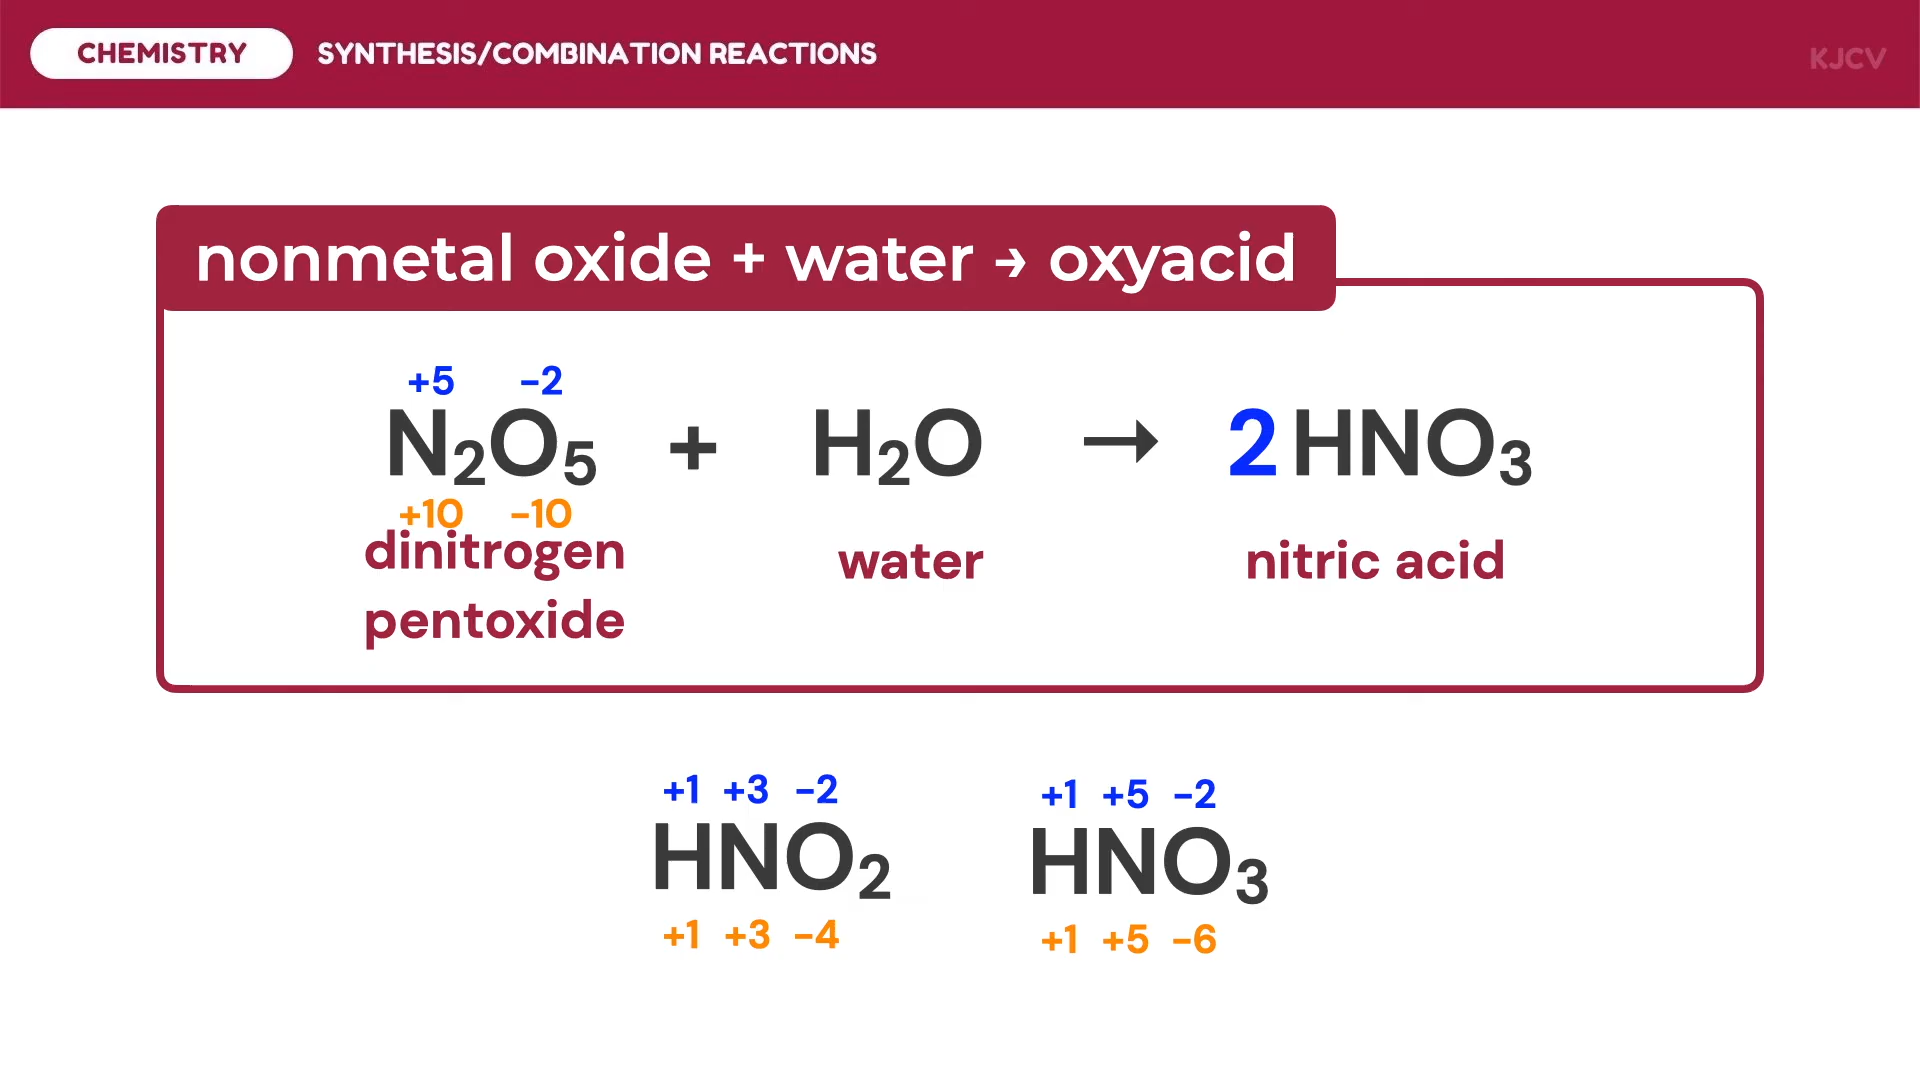 CHEMISTRY SYNTHESIS/COMBINATION REACTIONS KJCV
nonmetal oxide + water → oxyacid
+5 -2
N₂O₅ + H₂O → 2 HNO₃
+10 -10
dinitrogen water nitric acid
pentoxide
+1 +3 -2 +1 +5 -2
HNO₂ HNO₃
+1 +3 -4 +1 +5 -6